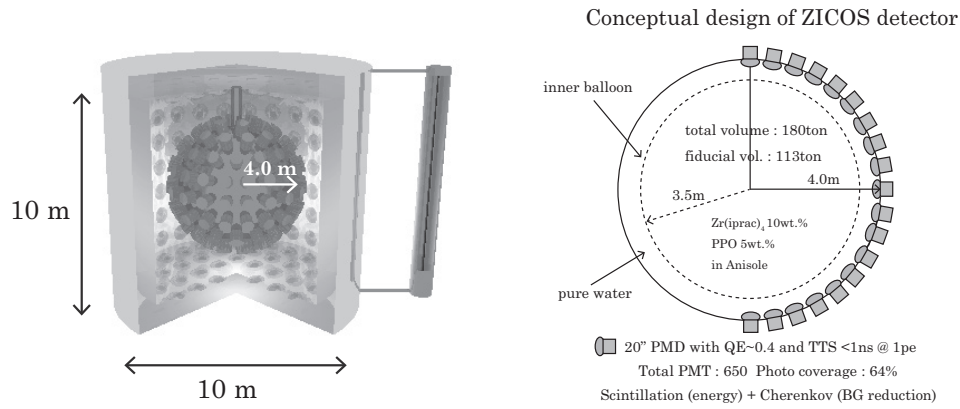 Conceptual design of ZICOS detector
10 m
4.0 m
10 m
inner balloon
total volume : 180ton
fiducial vol. : 113ton
4.0m
3.5m
Zr(iprac)4 10wt.%
PPO 5wt.%
in Anisole
pure water
20" PMD with QE~0.4 and TTS <1ns @ 1pe
Total PMT : 650 Photo coverage : 64%
Scintillation (energy) + Cherenkov (BG reduction)